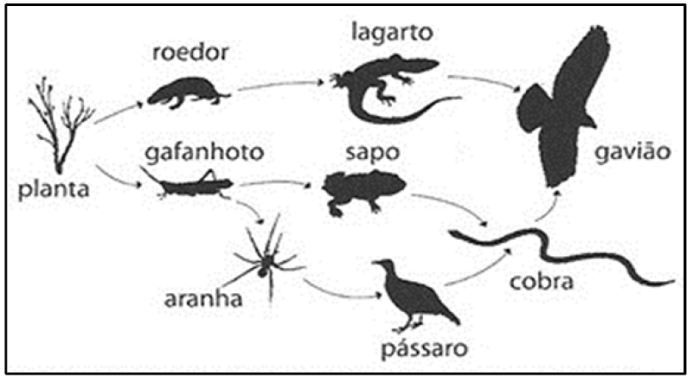 lagarto
roedor
gafanhoto
sapo
gavião
planta
aranha
cobra
pássaro